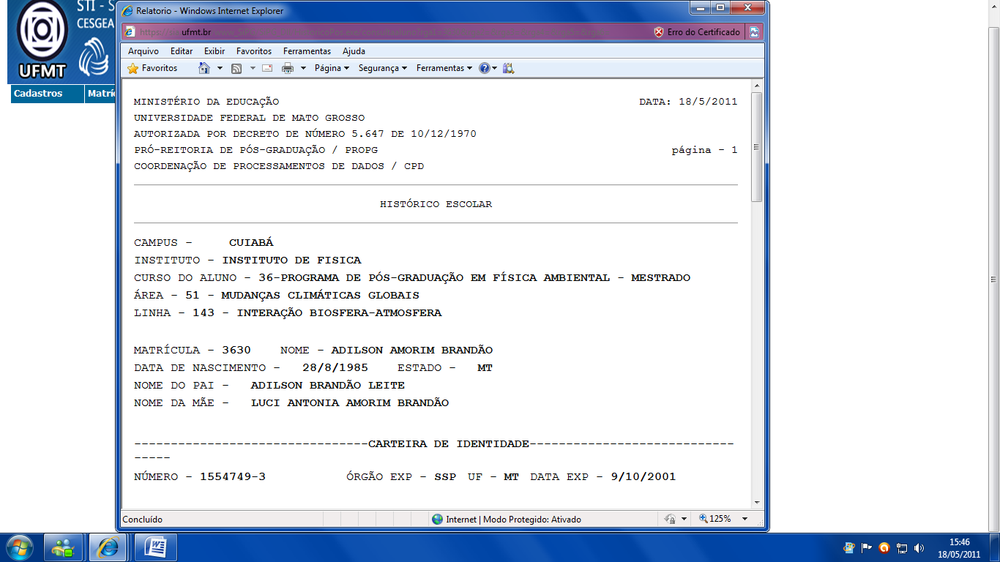 STI - S
CESGEA
UFMT
Cadastros Matríc
Relatorio - Windows Internet Explorer
ufmt.br
Erro do Certificado
Arquivo Editar Exibir Favoritos Ferramentas Ajuda
Favoritos Página Segurança Ferramentas
MINISTÉRIO DA EDUCAÇÃO DATA: 18/5/2011
UNIVERSIDADE FEDERAL DE MATO GROSSO
AUTORIZADA POR DECRETO DE NÚMERO 5.647 DE 10/12/1970
PRÓ-REITORIA DE PÓS-GRADUAÇÃO / PROPG página - 1
COORDENAÇÃO DE PROCESSAMENTOS DE DADOS / CPD
HISTÓRICO ESCOLAR
CAMPUS - CUIABÁ
INSTITUTO - INSTITUTO DE FISICA
CURSO DO ALUNO - 36-PROGRAMA DE PÓS-GRADUAÇÃO EM FÍSICA AMBIENTAL - MESTRADO
ÁREA - 51 - MUDANÇAS CLIMÁTICAS GLOBAIS
LINHA - 143 - INTERAÇÃO BIOSFERA-ATMOSFERA
MATRÍCULA - 3630 NOME - ADILSON AMORIM BRANDÃO
DATA DE NASCIMENTO - 28/8/1985 ESTADO - MT
NOME DO PAI - ADILSON BRANDÃO LEITE
NOME DA MÃE - LUCI ANTONIA AMORIM BRANDÃO
--------------------------------CARTEIRA DE IDENTIDADE----------------------------
-----
NÚMERO - 1554749-3 ÓRGÃO EXP - SSP UF - MT DATA EXP - 9/10/2001
Concluído Internet | Modo Protegido: Ativado 125%
15:46
18/05/2011